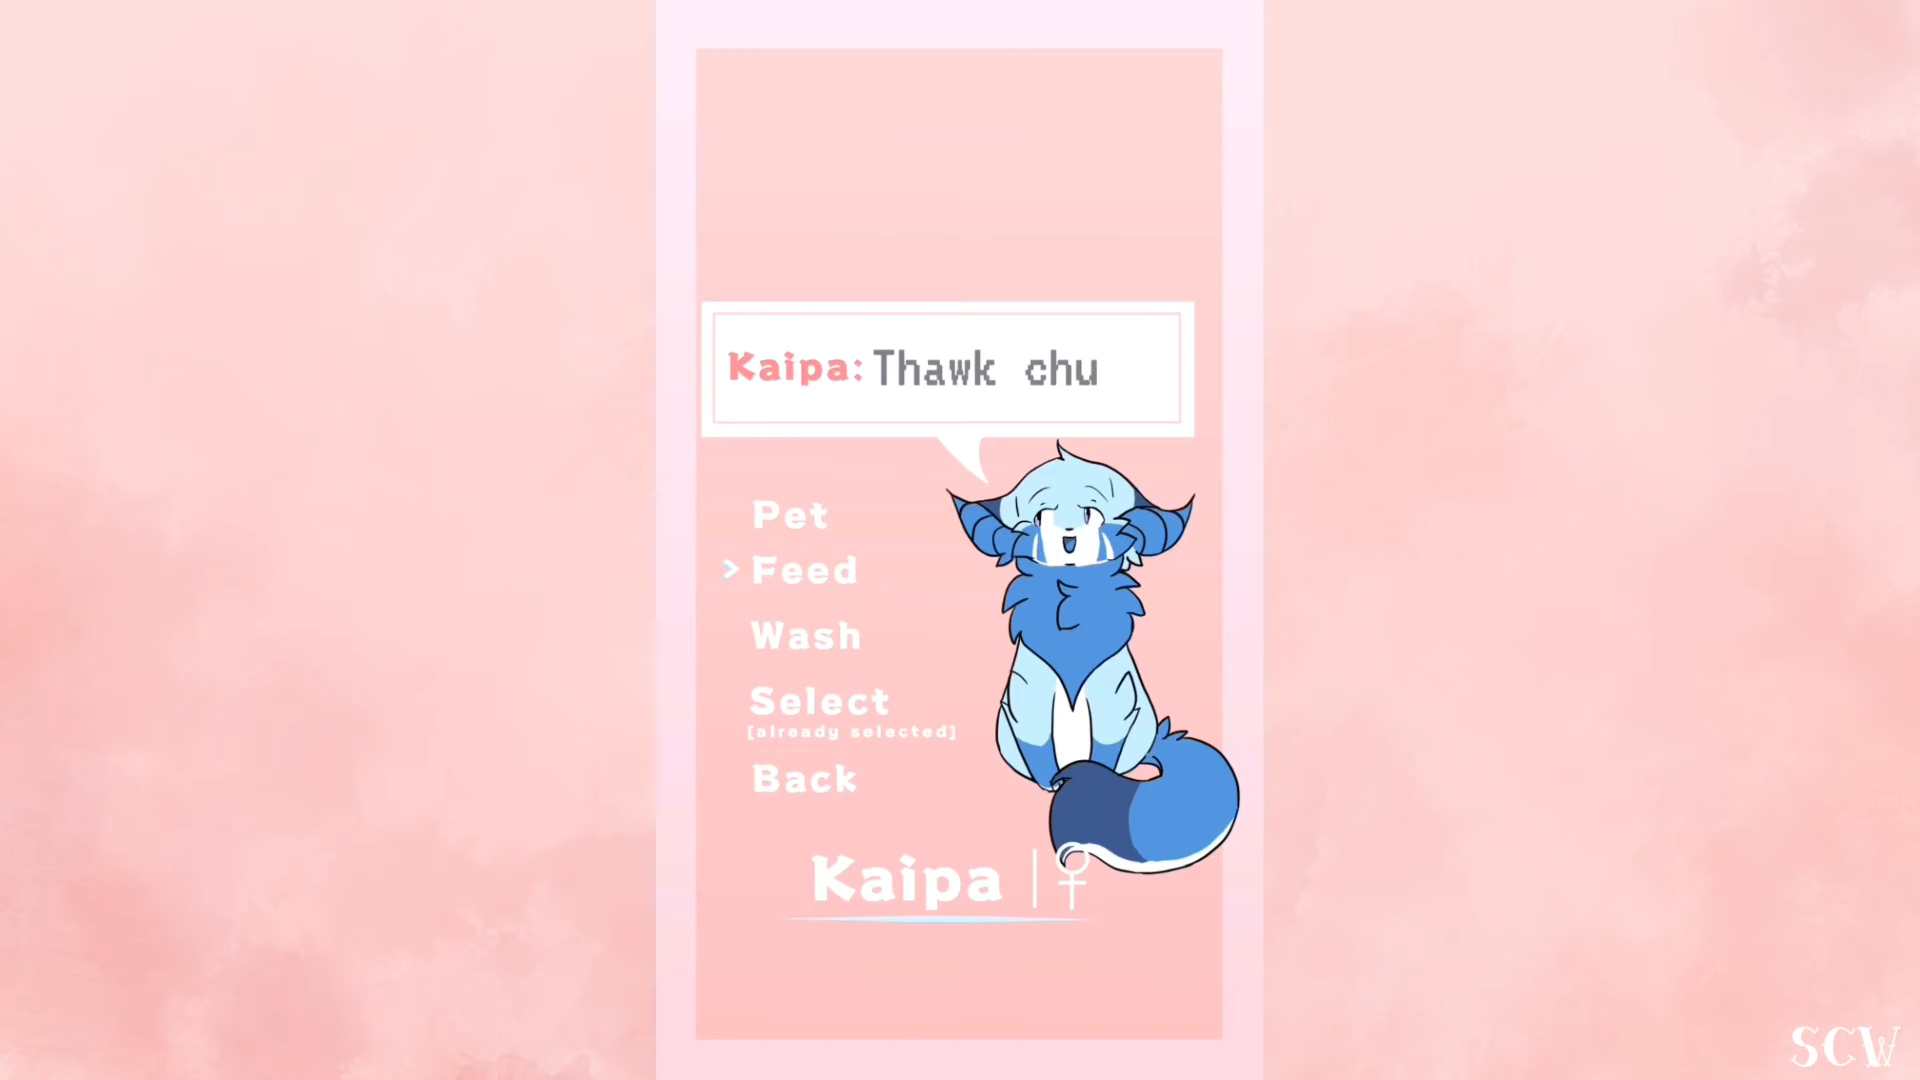 Kaipa: Thawk chu
Pet
> Feed
Wash
Select
[already selected]
Back
Kaipa | ♀
SCW